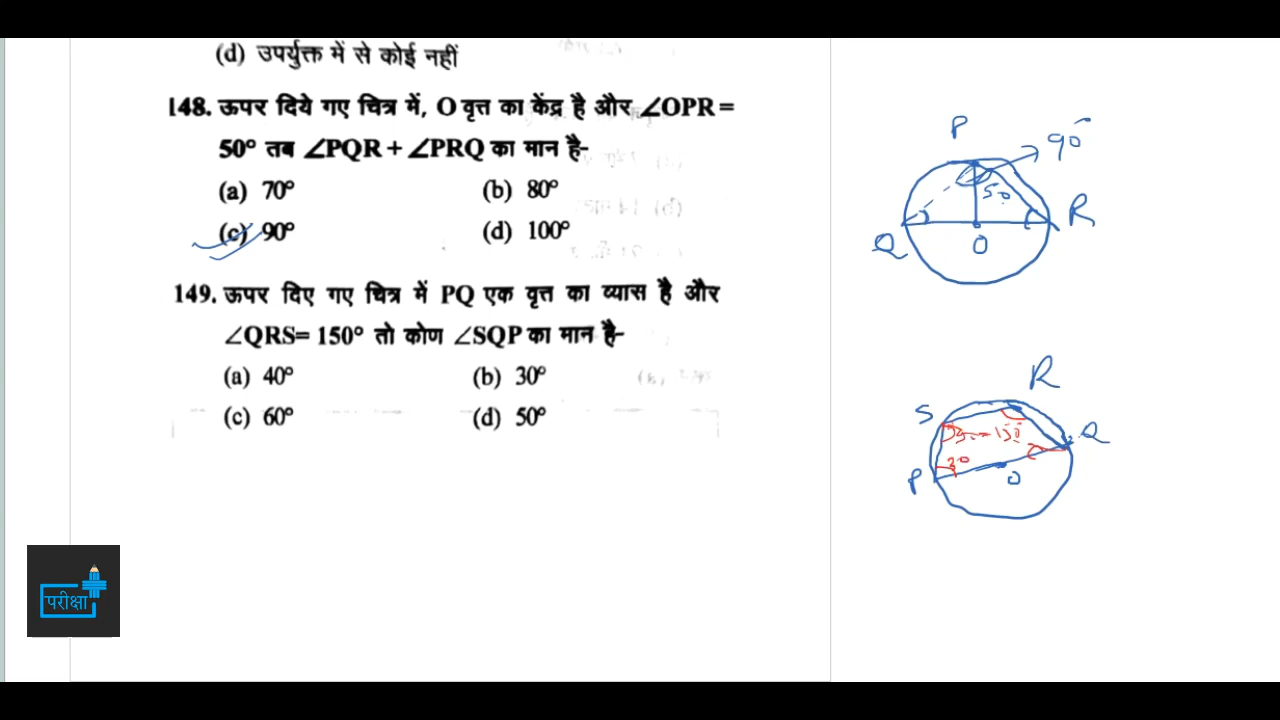 (d) उपर्युक्त में से कोई नहीं
148. ऊपर दिये गए चित्र में, O वृत्त का केंद्र है और ∠OPR =
50° तब ∠PQR + ∠PRQ का मान है-
(a) 70° (b) 80°
(c) 90° (d) 100°
149. ऊपर दिए गए चित्र में PQ एक वृत्त का व्यास है और
∠QRS= 150° तो कोण ∠SQP का मान है-
(a) 40° (b) 30°
(c) 60° (d) 50°
P
90°
50
Q
O
R
R
S
Q
150°
30
P
O
परीक्षा